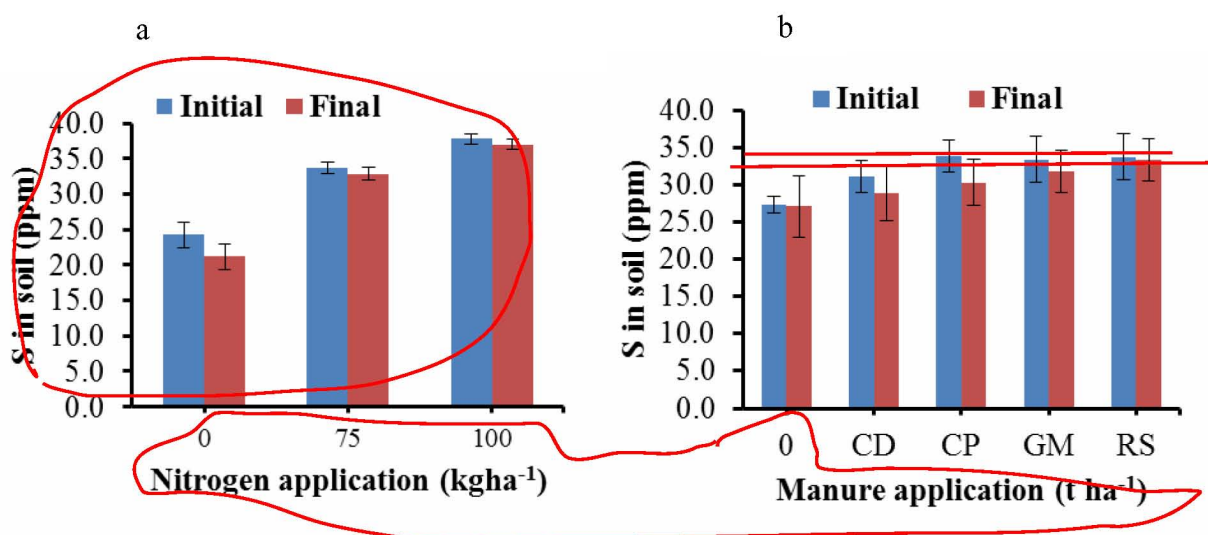 a
Initial Final
S in soil (ppm)
40.0
35.0
30.0
25.0
20.0
15.0
10.0
5.0
0.0
0 75 100
Nitrogen application (kgha-1)
b
Initial Final
S in soil (ppm)
40.0
35.0
30.0
25.0
20.0
15.0
10.0
5.0
0.0
0 CD CP GM RS
Manure application (t ha-1)